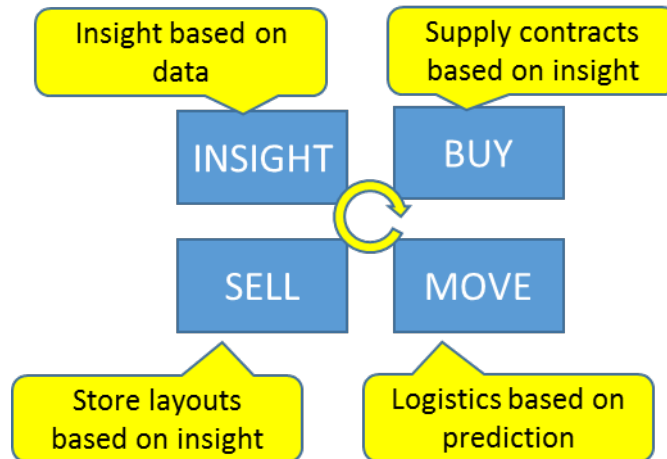 Insight based on
data
Supply contracts
based on insight
INSIGHT
BUY
SELL
MOVE
Store layouts
based on insight
Logistics based on
prediction